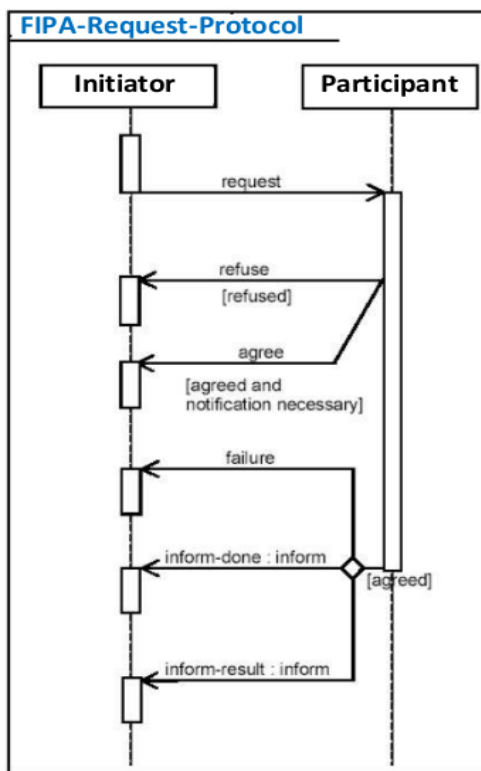 FIPA-Request-Protocol
Initiator
Participant
request
refuse
[refused]
agree
[agreed and
notification necessary]
failure
inform-done : inform
[agreed]
inform-result : inform